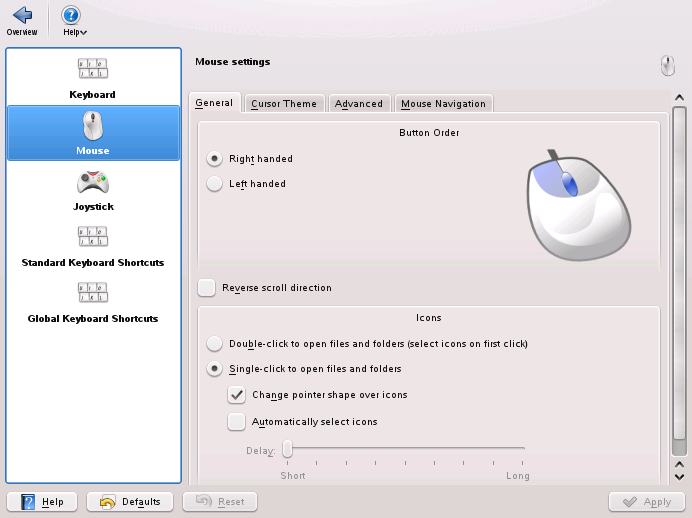 Overview
Help
Keyboard
Mouse
Joystick
Standard Keyboard Shortcuts
Global Keyboard Shortcuts
Mouse settings
General
Cursor Theme
Advanced
Mouse Navigation
Button Order
Right handed
Left handed
Reverse scroll direction
Icons
Double-click to open files and folders (select icons on first click)
Single-click to open files and folders
Change pointer shape over icons
Automatically select icons
Delay:
Short Long
Help
Defaults
Reset
Apply